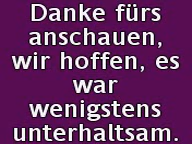 Danke fürs
anschauen,
wir hoffen, es
war
wenigstens
unterhaltsam.